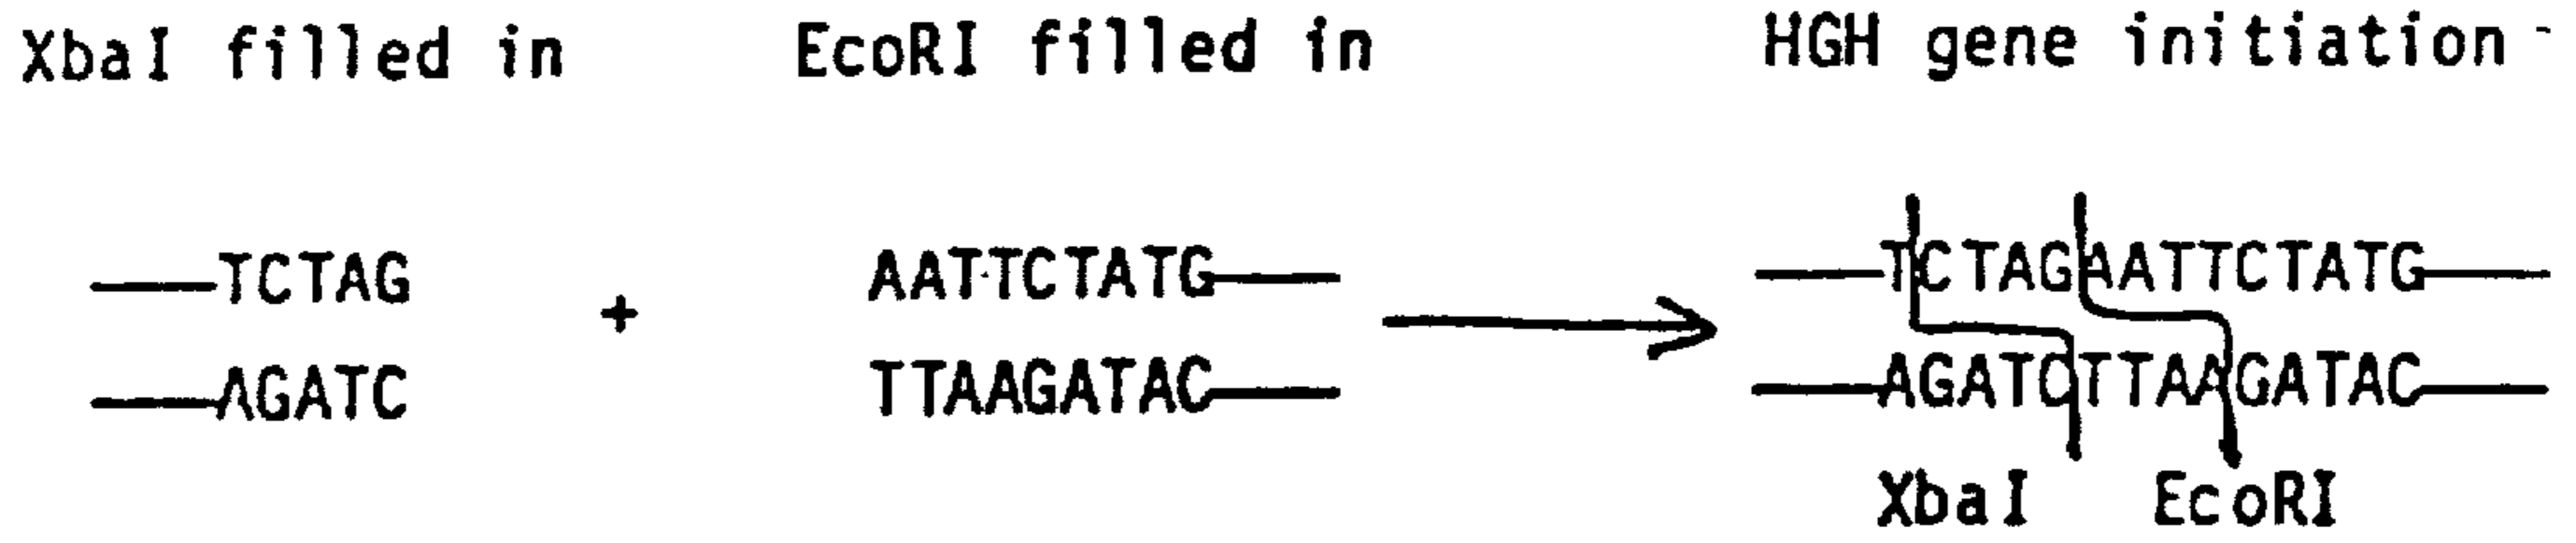 XbaI filled in EcoRI filled in HGH gene initiation
TCTAG + AATTCTATG TCTAGAATTCTATG
AGATC TTAAGATAC AGATCTTAAGATAC
XbaI EcoRI